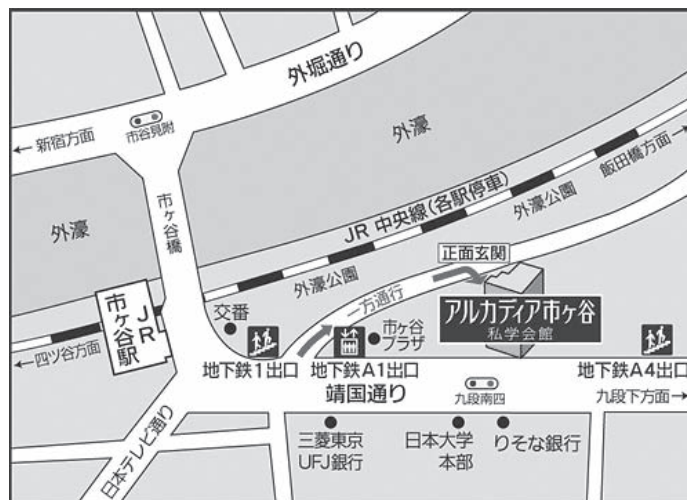 外堀通り
←新宿方面
市谷見附
外濠
飯田橋方面→
市ヶ谷橋
外濠
JR 中央線(各駅停車)
外濠公園
正面玄関
外濠公園
一方通行
アルカディア市ヶ谷
私学会館
JR
市ヶ谷駅
交番
市ヶ谷
プラザ
←四ツ谷方面
地下鉄1出口
地下鉄A1出口
地下鉄A4出口
靖国通り
九段南四
九段下方面→
日本テレビ通り
三菱東京
UFJ銀行
日本大学
本部
りそな銀行